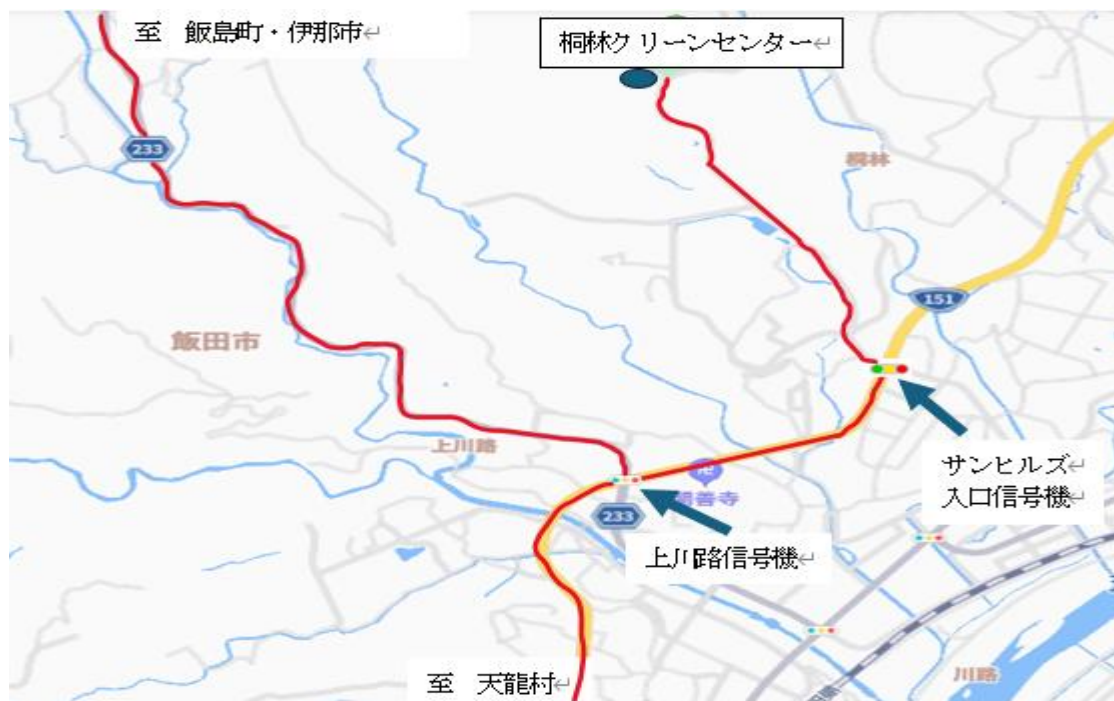 至　飯島町・伊那市↵
桐林クリーンセンター↵
233
桐林
151
飯田市
上川路
サンヒルズ↵
入口信号機↵
善寺
233
上川路信号機↵
川路
至　天龍村↵